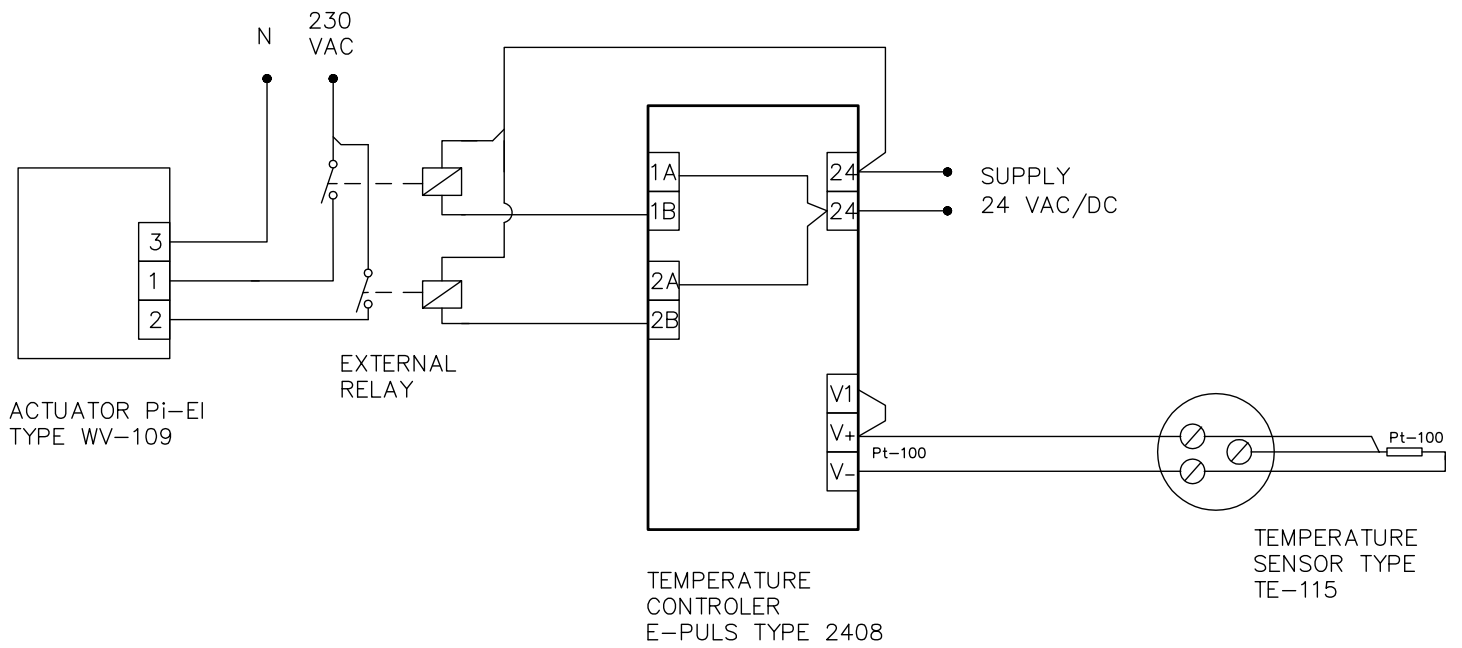 N
230
VAC
1A
1B
2A
2B
24
24
SUPPLY
24 VAC/DC
3
1
2
EXTERNAL
RELAY
ACTUATOR Pi-El
TYPE WV-109
V1
V+
V-
Pt-100
Pt-100
TEMPERATURE
SENSOR TYPE
TE-115
TEMPERATURE
CONTROLER
E-PULS TYPE 2408